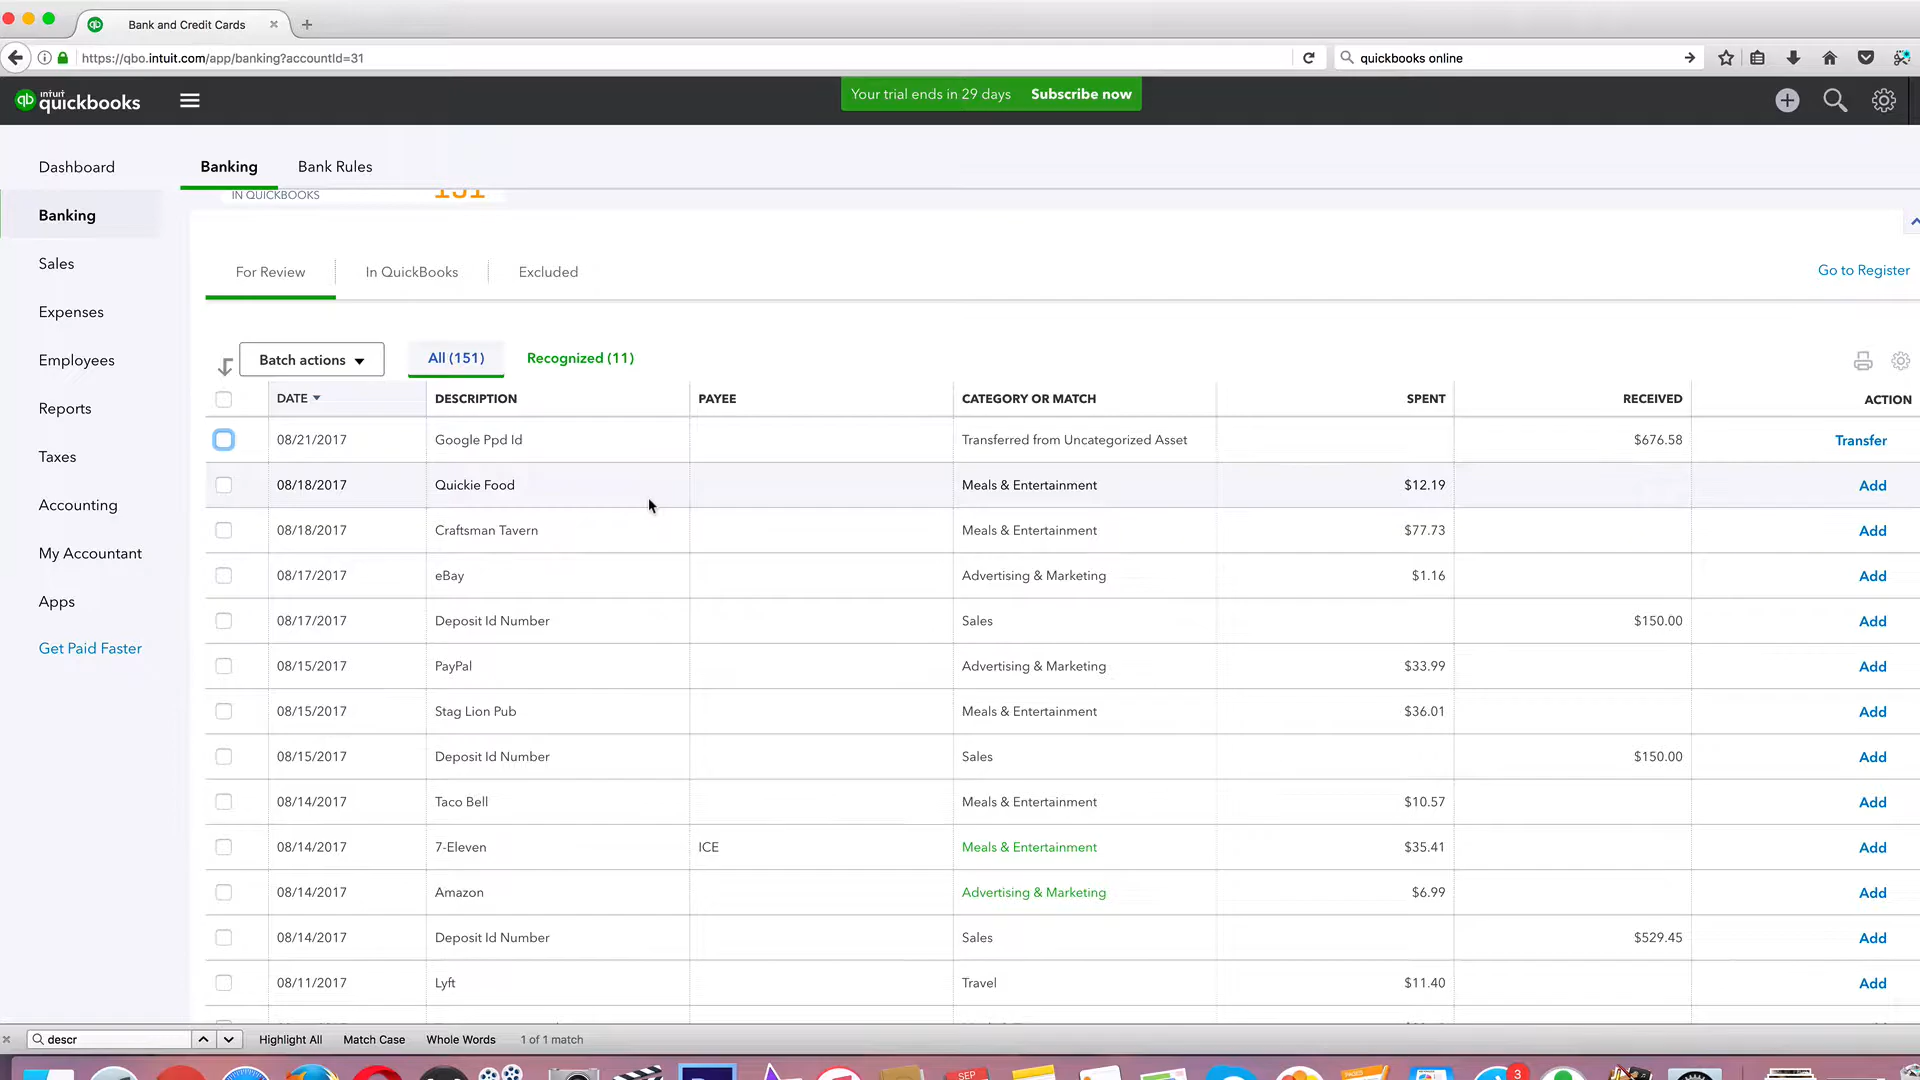 Bank and Credit Cards
https://qbo.intuit.com/app/banking?accountId=31
quickbooks online
intuit
quickbooks
Your trial ends in 29 days Subscribe now
Dashboard
Banking
Sales
Expenses
Employees
Reports
Taxes
Accounting
My Accountant
Apps
Get Paid Faster
Banking Bank Rules
IN QUICKBOOKS 151
For Review In QuickBooks Excluded Go to Register
Batch actions All (151) Recognized (11)
DATE DESCRIPTION PAYEE CATEGORY OR MATCH SPENT RECEIVED ACTION
08/21/2017 Google Ppd Id Transferred from Uncategorized Asset $676.58 Transfer
08/18/2017 Quickie Food Meals & Entertainment $12.19 Add
08/18/2017 Craftsman Tavern Meals & Entertainment $77.73 Add
08/17/2017 eBay Advertising & Marketing $1.16 Add
08/17/2017 Deposit Id Number Sales $150.00 Add
08/15/2017 PayPal Advertising & Marketing $33.99 Add
08/15/2017 Stag Lion Pub Meals & Entertainment $36.01 Add
08/15/2017 Deposit Id Number Sales $150.00 Add
08/14/2017 Taco Bell Meals & Entertainment $10.57 Add
08/14/2017 7-Eleven ICE Meals & Entertainment $35.41 Add
08/14/2017 Amazon Advertising & Marketing $6.99 Add
08/14/2017 Deposit Id Number Sales $529.45 Add
08/11/2017 Lyft Travel $11.40 Add
descr Highlight All Match Case Whole Words 1 of 1 match
SEP
3